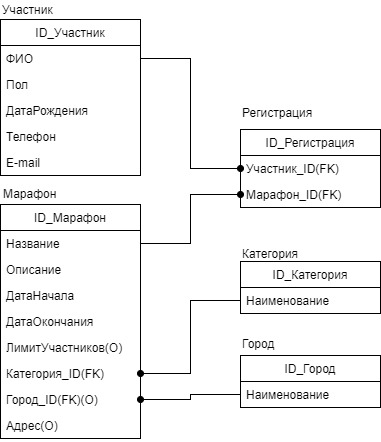 Участник
ID_Участник
ФИО
Пол
ДатаРождения
Телефон
E-mail
Регистрация
ID_Регистрация
Участник_ID(FK)
Марафон_ID(FK)
Марафон
ID_Марафон
Название
Описание
ДатаНачала
ДатаОкончания
ЛимитУчастников(О)
Категория_ID(FK)
Город_ID(FK)(О)
Адрес(О)
Категория
ID_Категория
Наименование
Город
ID_Город
Наименование